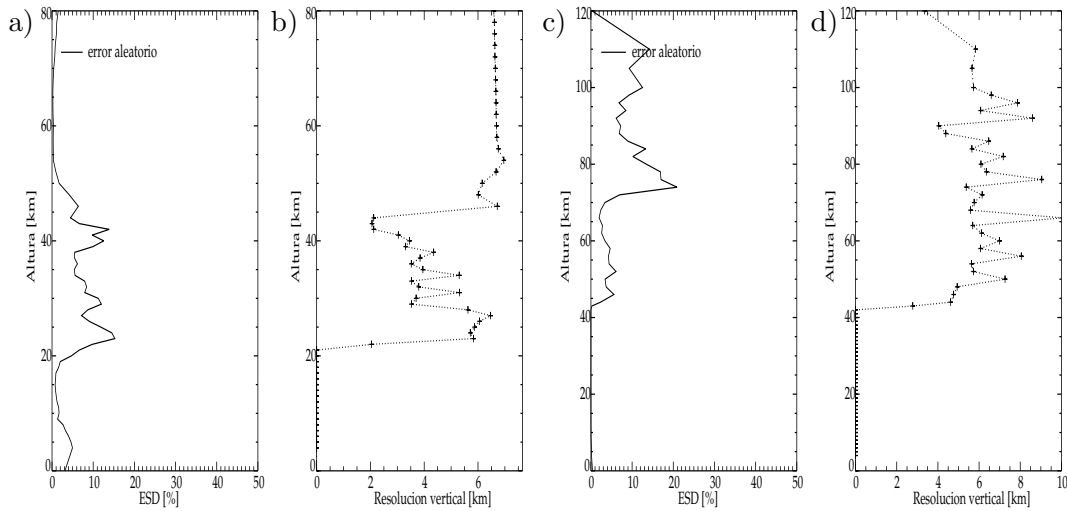 a)
80
60
40
20
0
Altura [km]
error aleatorio
0 10 20 30 40 50
ESD [%]
b)
80
60
40
20
0
Altura [km]
0 2 4 6
Resolucion vertical [km]
c)
120
100
80
60
40
20
0
Altura [km]
error aleatorio
0 10 20 30 40 50
ESD [%]
d)
120
100
80
60
40
20
0
Altura [km]
0 2 4 6 8 10
Resolucion vertical [km]